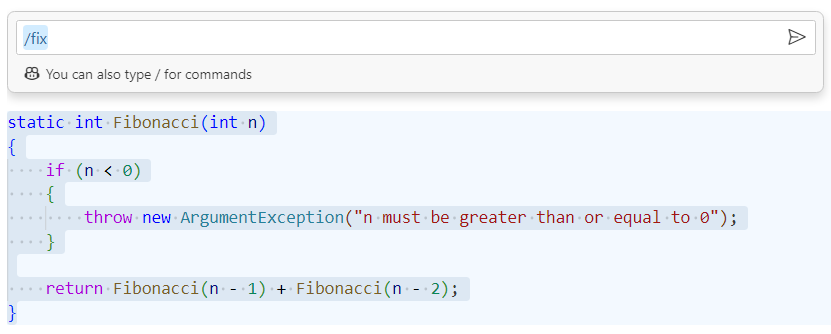 /fix
You can also type / for commands
static int Fibonacci(int n)
{
    if (n < 0)
    {
        throw new ArgumentException("n must be greater than or equal to 0");
    }

    return Fibonacci(n - 1) + Fibonacci(n - 2);
}